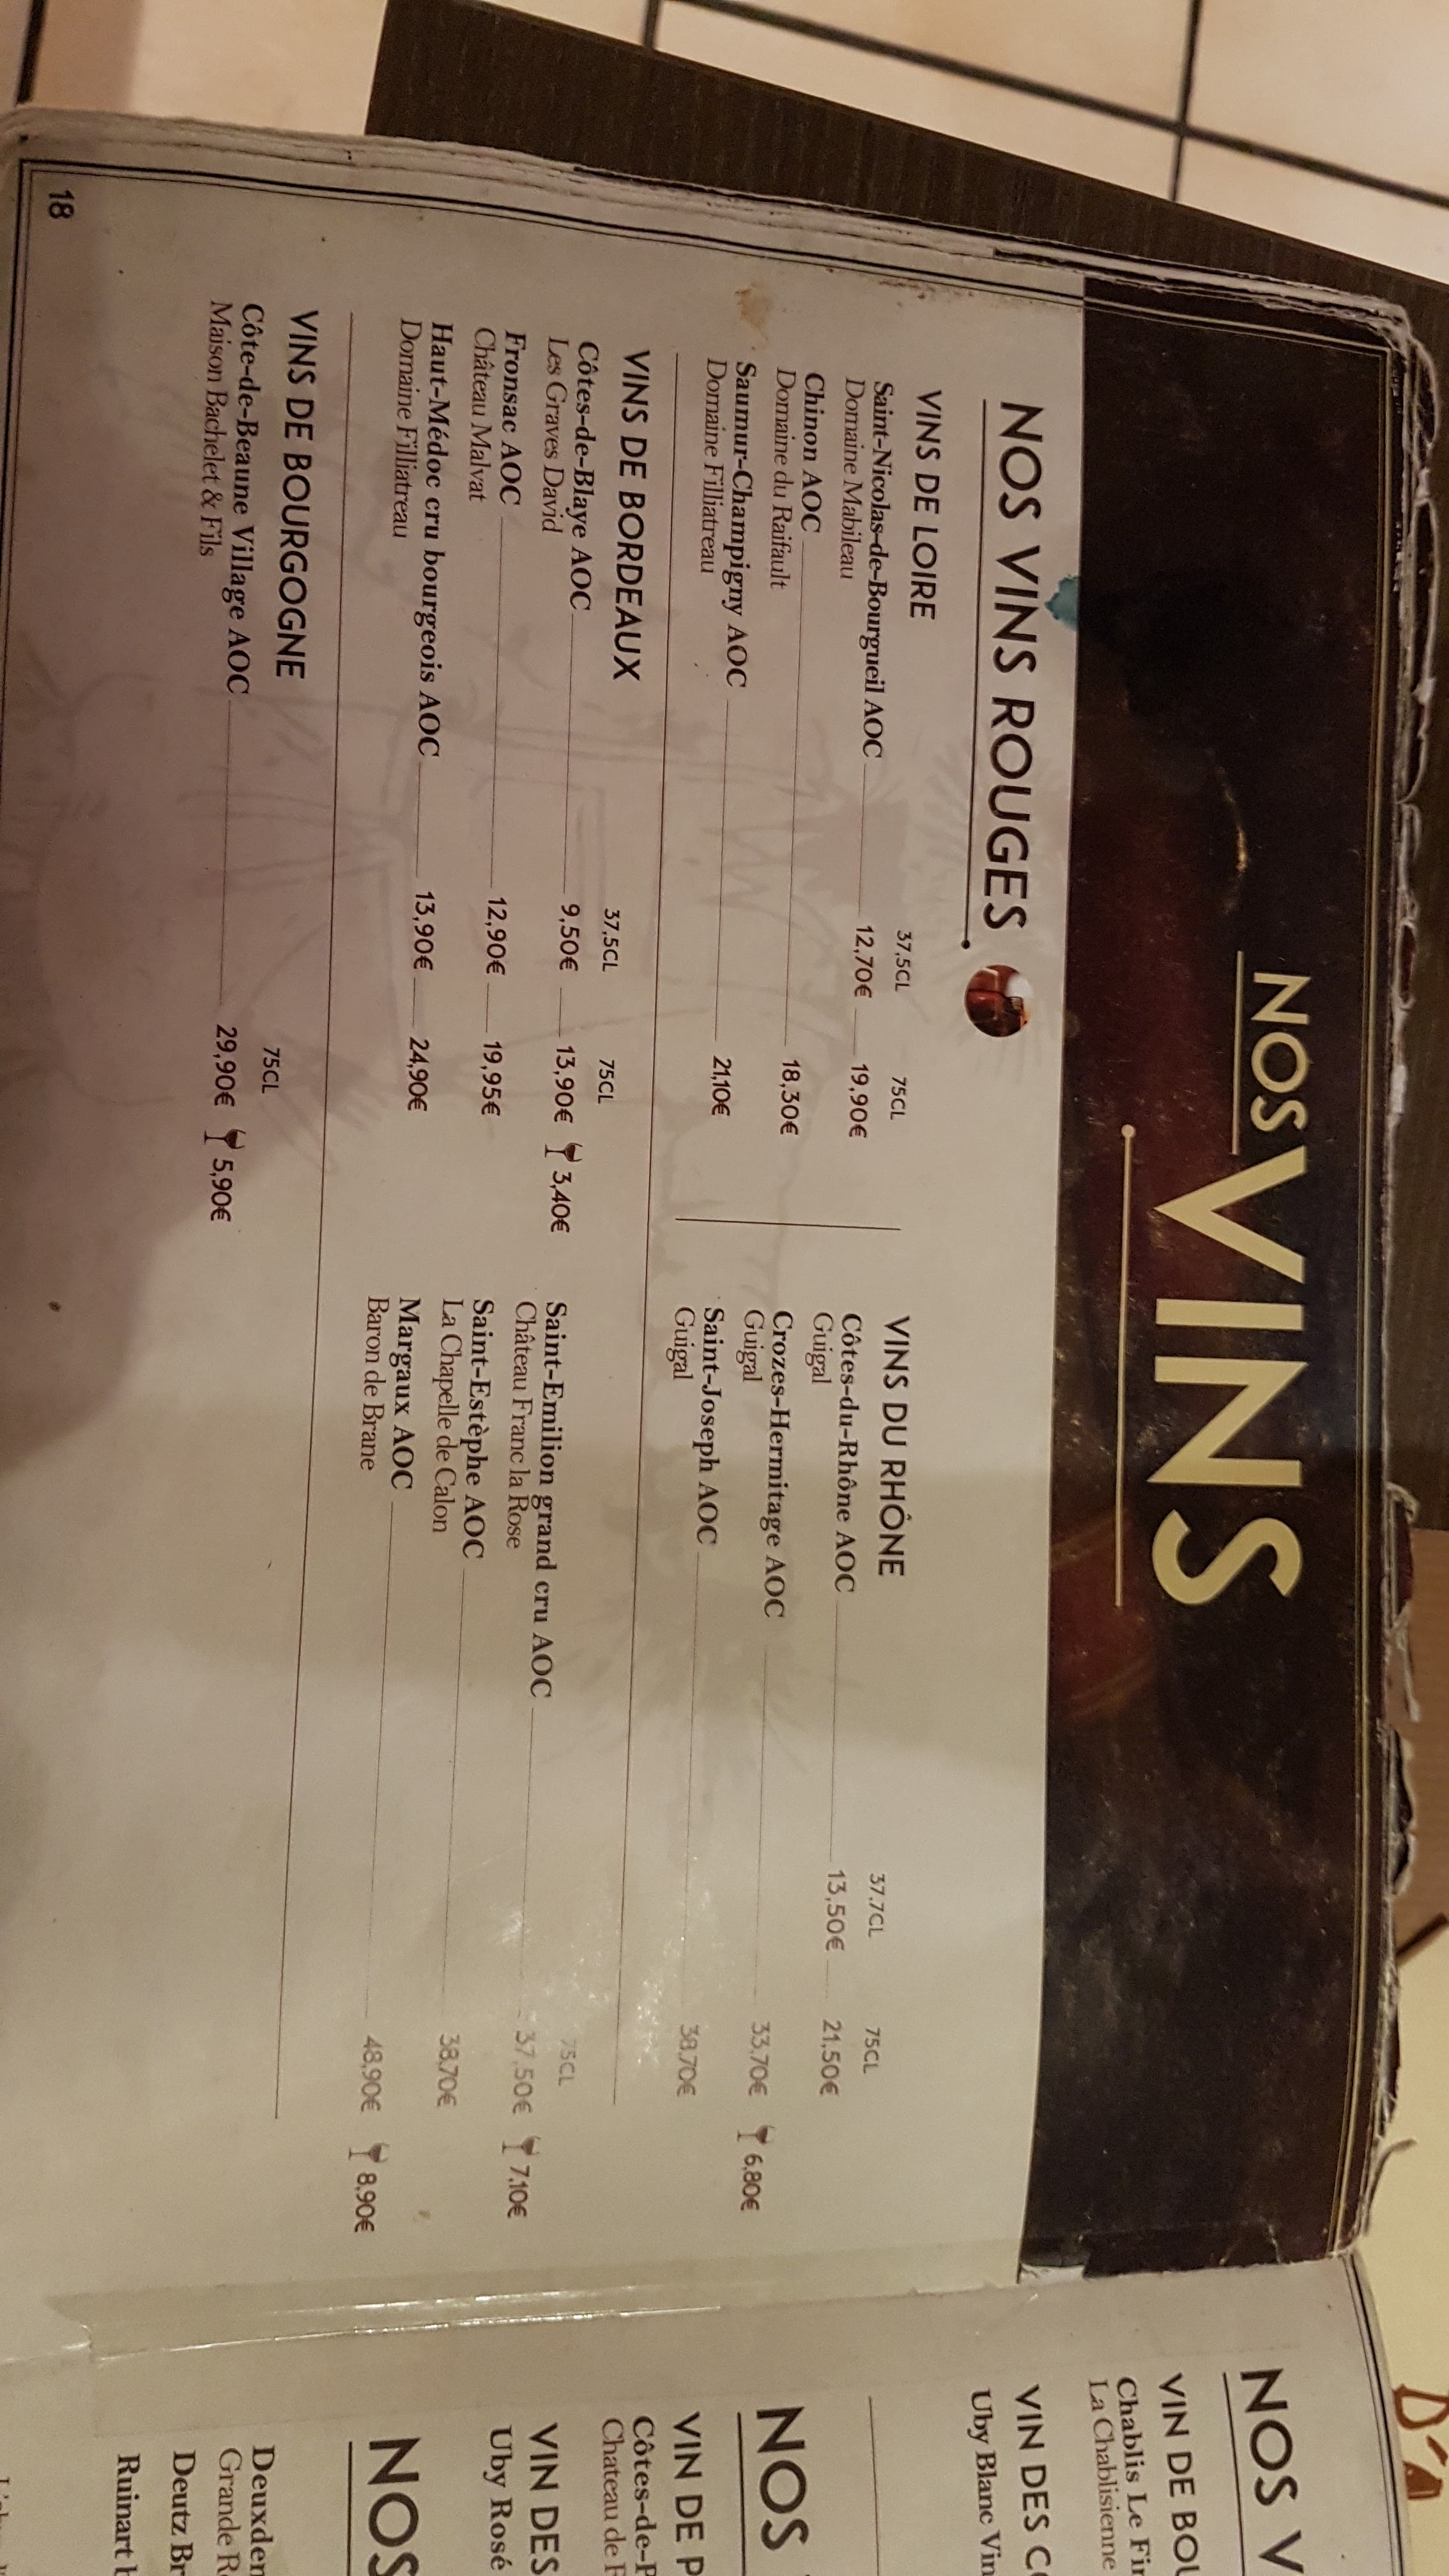 NOS VINS
NOS VINS ROUGES
VINS DE LOIRE
37,5CL 75CL
Saint-Nicolas-de-Bourgueil AOC 12,70€ 19,90€
Domaine Mabileau
Chinon AOC 18,30€
Domaine du Raifault
Saumur-Champigny AOC 21,10€
Domaine Filliatreau
VINS DU RHÔNE
37.7CL 75CL
Côtes-du-Rhône AOC 13,50€ 21,50€
Guigal
Crozes-Hermitage AOC 33,70€ 6,80€
Guigal
Saint-Joseph AOC 38,70€
Guigal
VINS DE BORDEAUX
37,5CL 75CL
Côtes-de-Blaye AOC 9,50€ 13,90€ 3,40€
Les Graves David
Fronsac AOC 12,90€ 19,95€
Château Malvat
Haut-Médoc cru bourgeois AOC 13,90€ 24,90€
Domaine Filliatreau
75CL
Saint-Emilion grand cru AOC 37,50€ 7,10€
Château Franc la Rose
Saint-Estèphe AOC 38,70€
La Chapelle de Calon
Margaux AOC 48,90€ 8,90€
Baron de Brane
VINS DE BOURGOGNE
75CL
Côte-de-Beaune Village AOC 29,90€ 5,90€
Maison Bachelet & Fils
18
NOS V
VIN DE BOU
Chablis Le Fin
La Chablisienne
VIN DES CO
Uby Blanc Vin
NOS
VIN DE P
Côtes-de-P
Chateau de F
VIN DES
Uby Rosé
NOS
Deuxden
Grande R
Deutz Br
Ruinart b